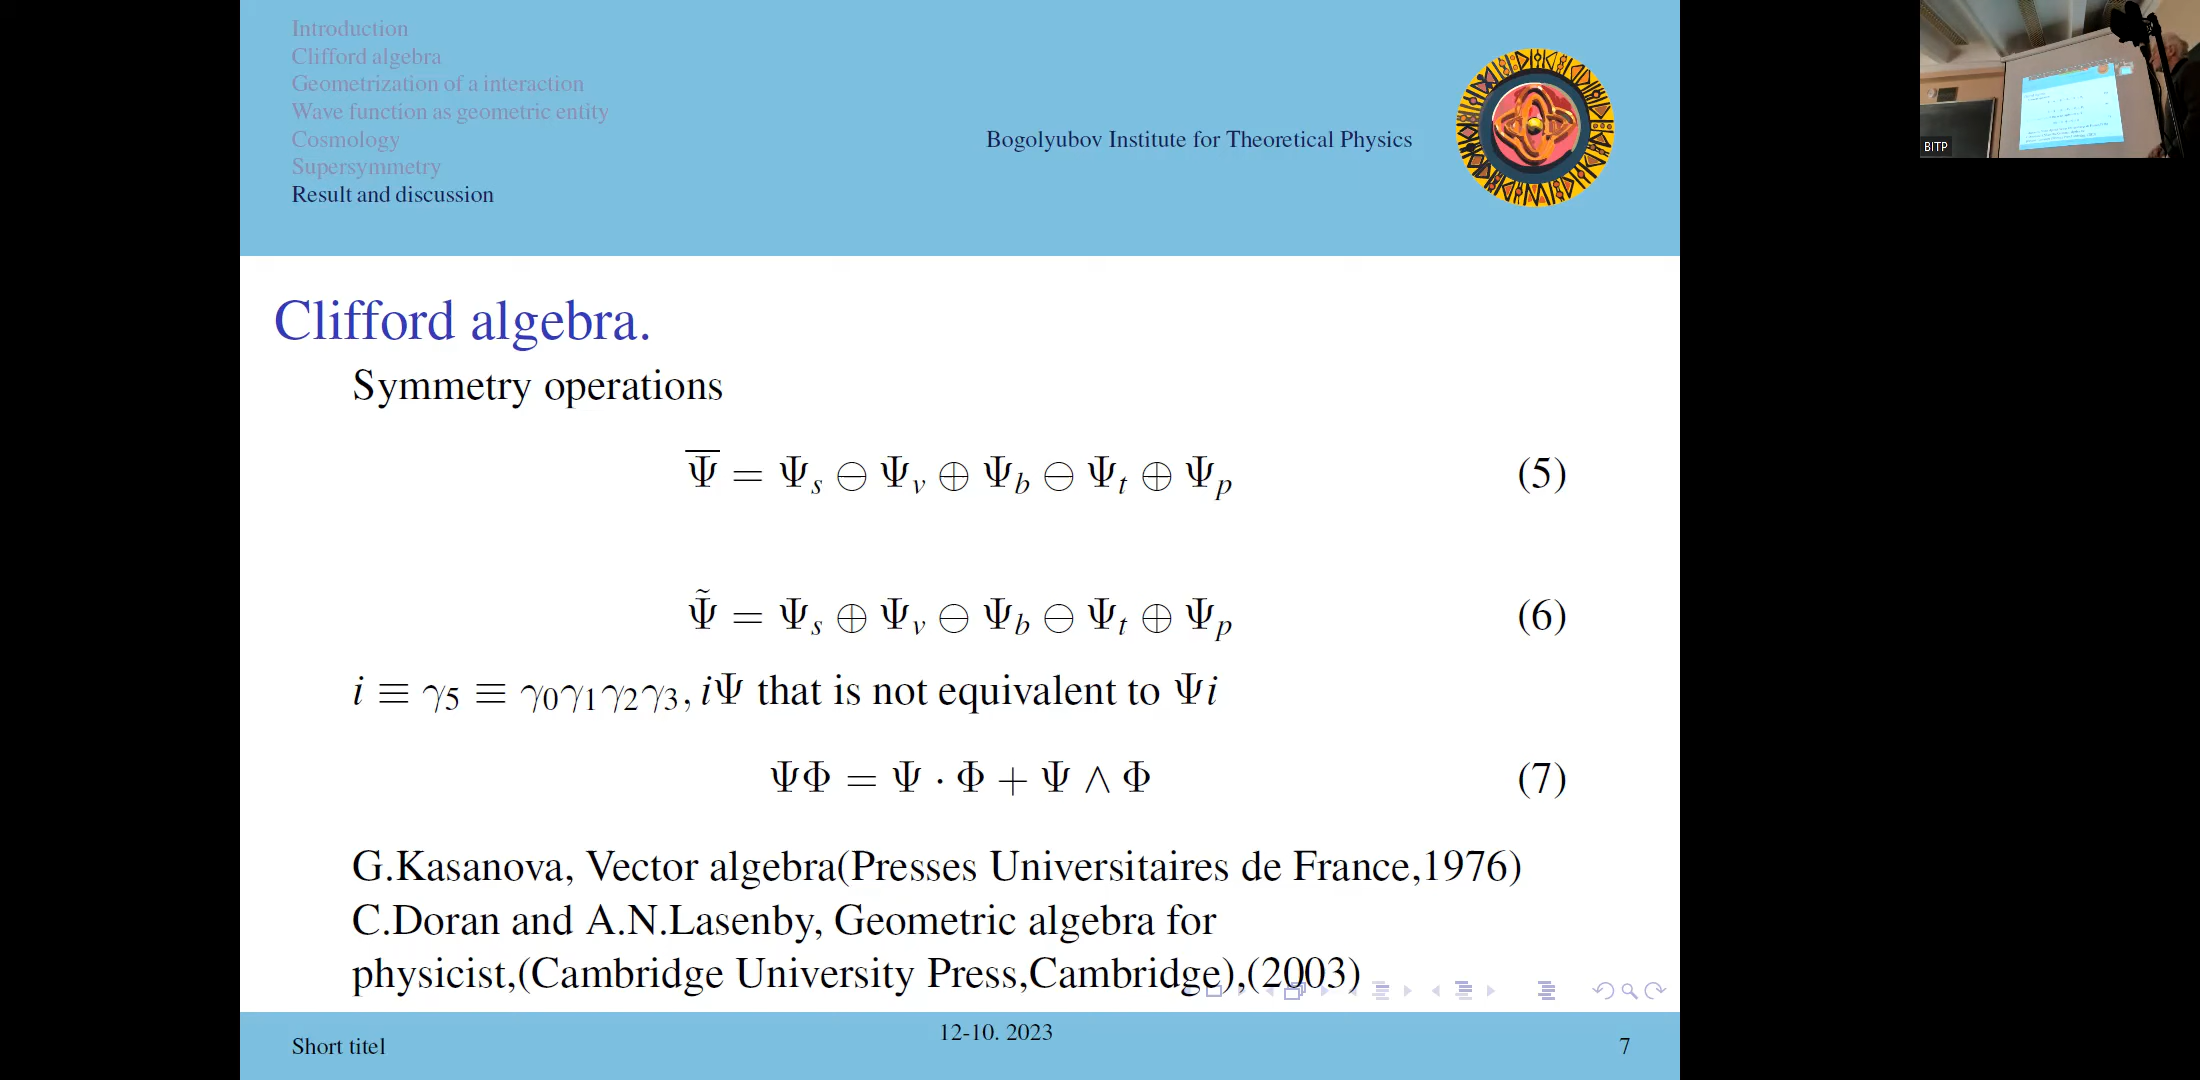 Introduction
Clifford algebra
Geometrization of a interaction
Wave function as geometric entity
Cosmology
Supersymmetry
Result and discussion
Bogolyubov Institute for Theoretical Physics
BITP
Clifford algebra.
Symmetry operations
Ψ̅ = Ψ_s ⊖ Ψ_v ⊕ Ψ_b ⊖ Ψ_t ⊕ Ψ_p (5)
Ψ̃ = Ψ_s ⊕ Ψ_v ⊖ Ψ_b ⊖ Ψ_t ⊕ Ψ_p (6)
i ≡ γ₅ ≡ γ₀γ₁γ₂γ₃, iΨ that is not equivalent to Ψi
ΨΦ = Ψ · Φ + Ψ ∧ Φ (7)
G.Kasanova, Vector algebra(Presses Universitaires de France,1976)
C.Doran and A.N.Lasenby, Geometric algebra for
physicist,(Cambridge University Press,Cambridge),(2003)
Short titel
12-10. 2023
7